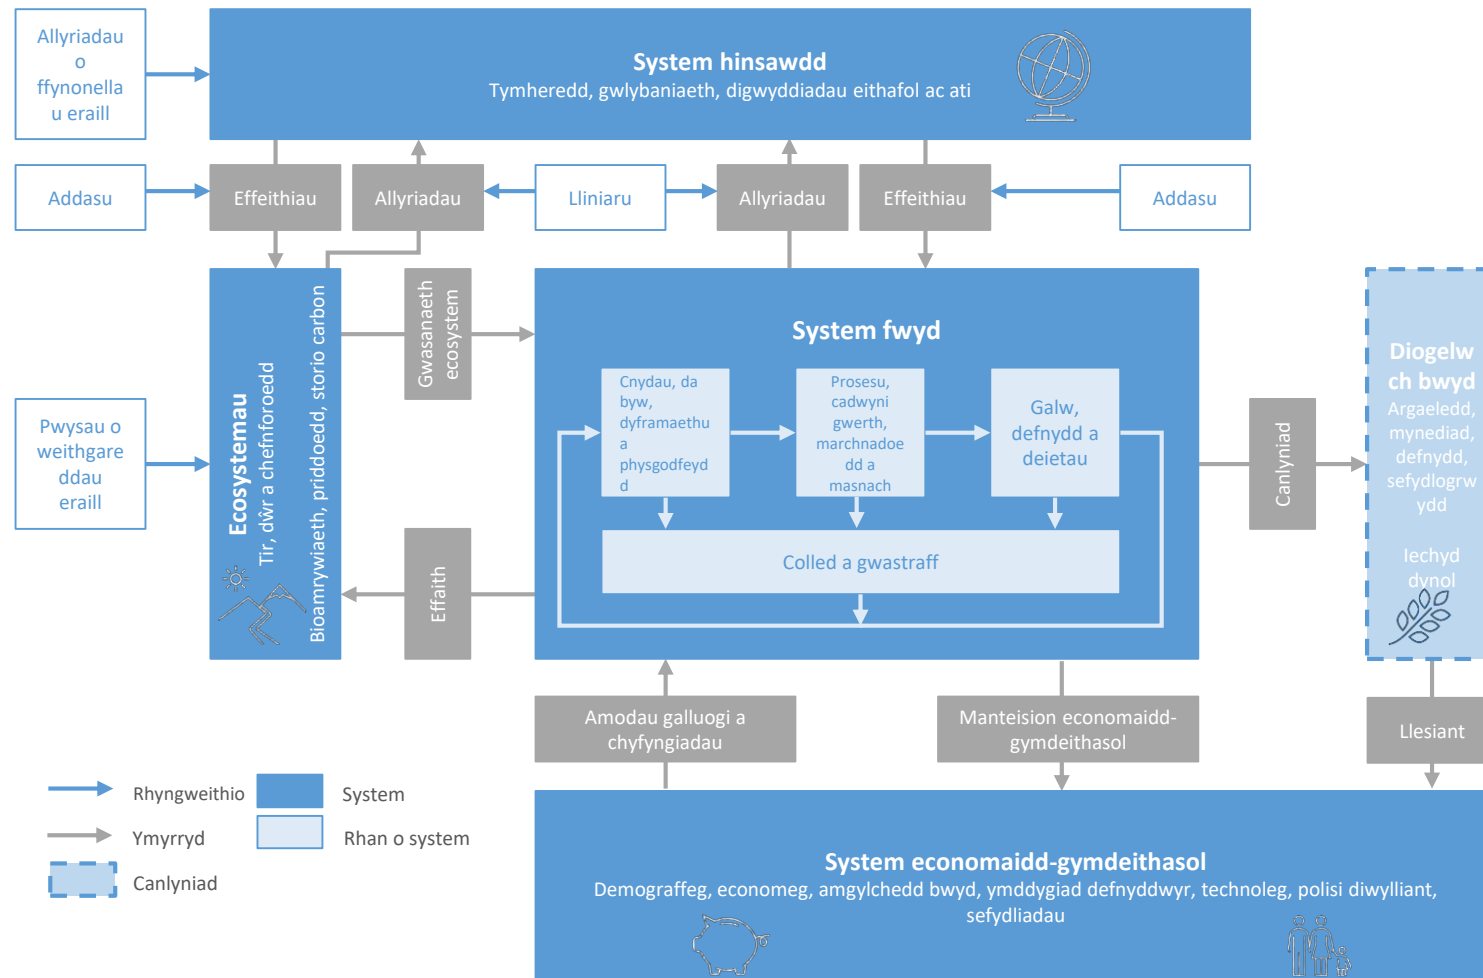 Allyriadau
o
ffynonella
u eraill
System hinsawdd
Tymheredd, gwlybaniaeth, digwyddiadau eithafol ac ati
Addasu
Effeithiau
Allyriadau
Lliniaru
Allyriadau
Effeithiau
Addasu
Pwysau o
weithgare
ddau
eraill
Ecosystemau
Tir, dŵr a chefnforoedd
Bioamrywiaeth, priddoedd, storio carbon
Gwasanaeth
ecosystem
Effaith
System fwyd
Cnydau, da
byw,
dyframaethu
a
physgodfeyd
d
Prosesu,
cadwyni
gwerth,
marchnadoe
dd a
masnach
Galw,
defnydd a
deietau
Colled a gwastraff
Canlyniad
Diogelw
ch bwyd
Argaeledd,
mynediad,
defnydd,
sefydlogrw
ydd
Iechyd
dynol
Amodau galluogi a
chyfyngiadau
Manteision economaidd-
gymdeithasol
Llesiant
Rhyngweithio
System
Ymyrryd
Rhan o system
Canlyniad
System economaidd-gymdeithasol
Demograffeg, economeg, amgylchedd bwyd, ymddygiad defnyddwyr, technoleg, polisi diwylliant,
sefydliadau